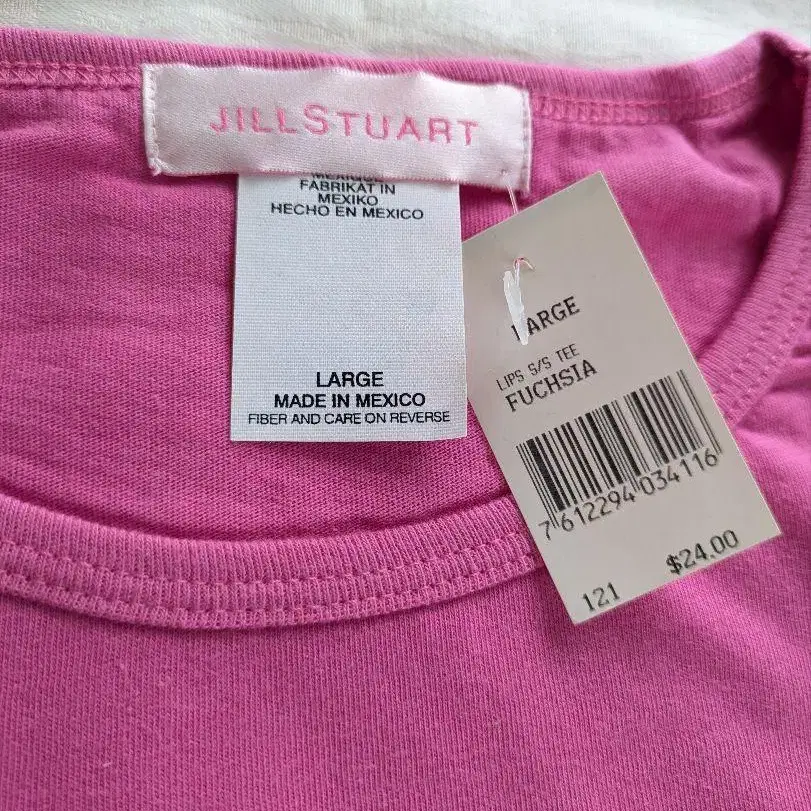 JILLSTUART
MEXIQUE
FABRIKAT IN
MEXIKO
HECHO EN MEXICO
LARGE
MADE IN MEXICO
FIBER AND CARE ON REVERSE
LARGE
LIPS S/S TEE
FUCHSIA
7 612294 034116
121
$24.00